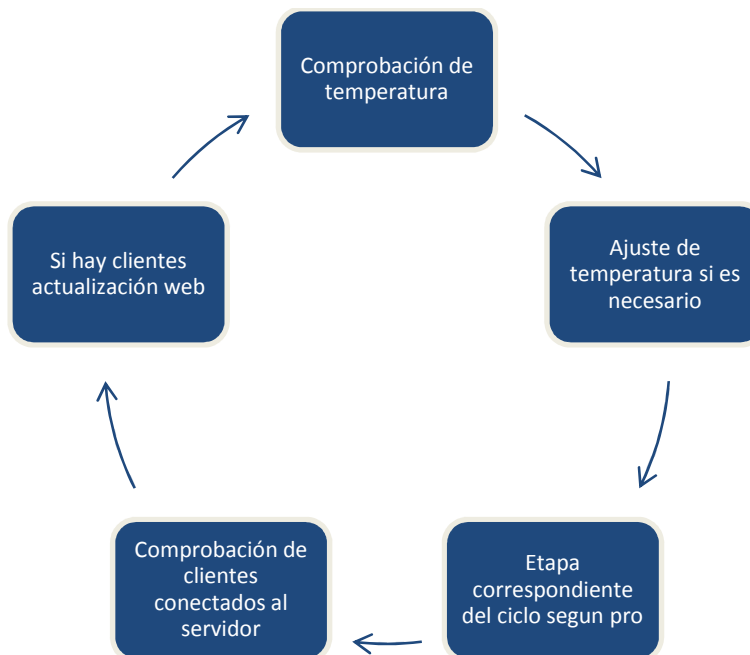 Comprobación de
temperatura
Ajuste de
temperatura si es
necesario
Etapa
correspondiente
del ciclo segun pro
Comprobación de
clientes
conectados al
servidor
Si hay clientes
actualización web